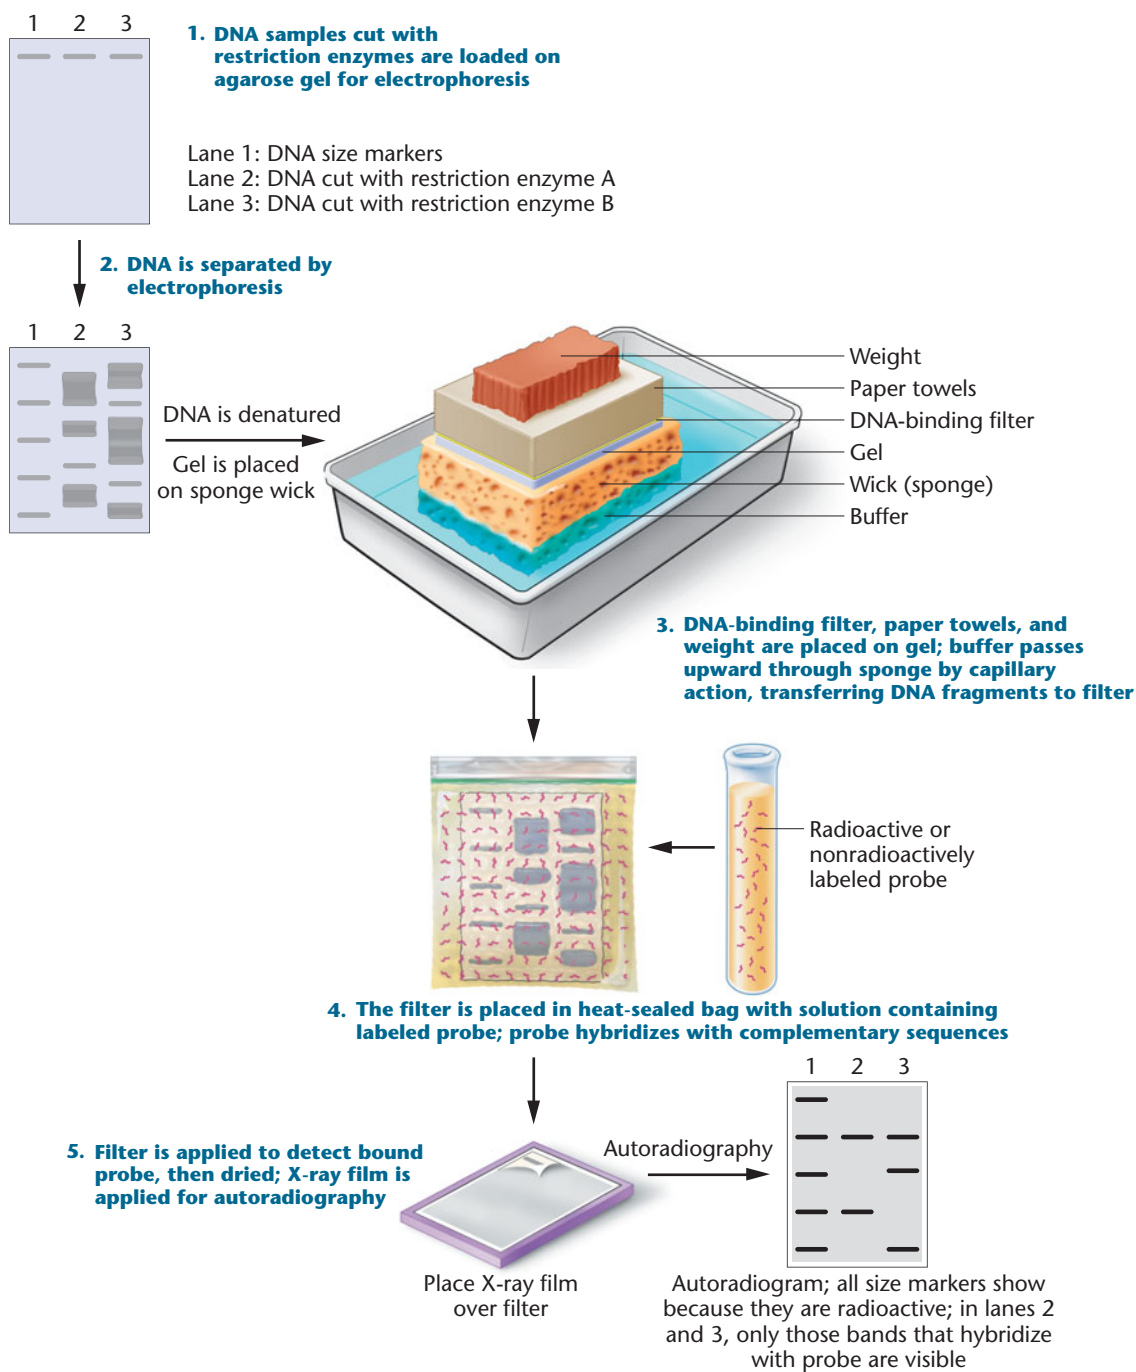 1 2 3
1. DNA samples cut with
restriction enzymes are loaded on
agarose gel for electrophoresis
Lane 1: DNA size markers
Lane 2: DNA cut with restriction enzyme A
Lane 3: DNA cut with restriction enzyme B
2. DNA is separated by
electrophoresis
1 2 3
DNA is denatured
Gel is placed
on sponge wick
Weight
Paper towels
DNA-binding filter
Gel
Wick (sponge)
Buffer
3. DNA-binding filter, paper towels, and
weight are placed on gel; buffer passes
upward through sponge by capillary
action, transferring DNA fragments to filter
Radioactive or
nonradioactively
labeled probe
4. The filter is placed in heat-sealed bag with solution containing
labeled probe; probe hybridizes with complementary sequences
5. Filter is applied to detect bound
probe, then dried; X-ray film is
applied for autoradiography
Place X-ray film
over filter
Autoradiography
1 2 3
Autoradiogram; all size markers show
because they are radioactive; in lanes 2
and 3, only those bands that hybridize
with probe are visible